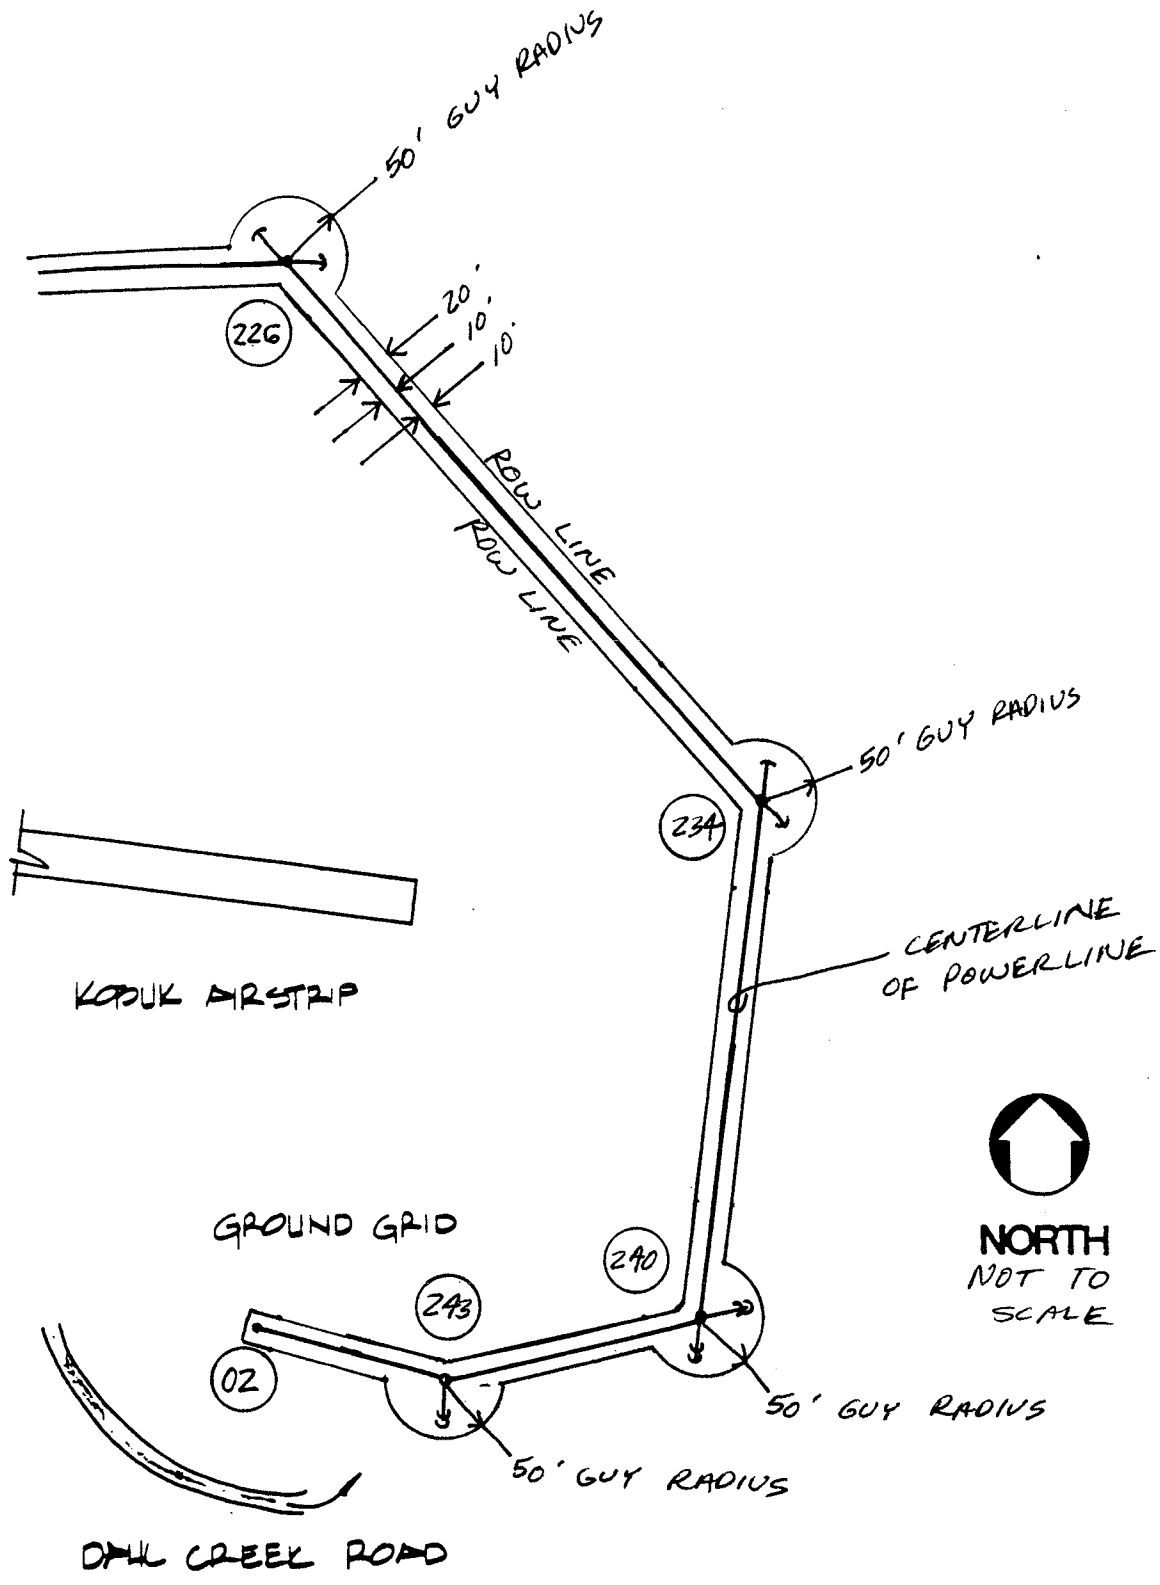 50' GUY RADIUS
226
20'
10'
10'
ROW LINE
ROW LINE
50' GUY RADIUS
234
CENTERLINE
OF POWERLINE
KOBUK AIRSTRIP
NORTH
NOT TO
SCALE
GROUND GRID
240
243
02
50' GUY RADIUS
50' GUY RADIUS
DAHL CREEK ROAD